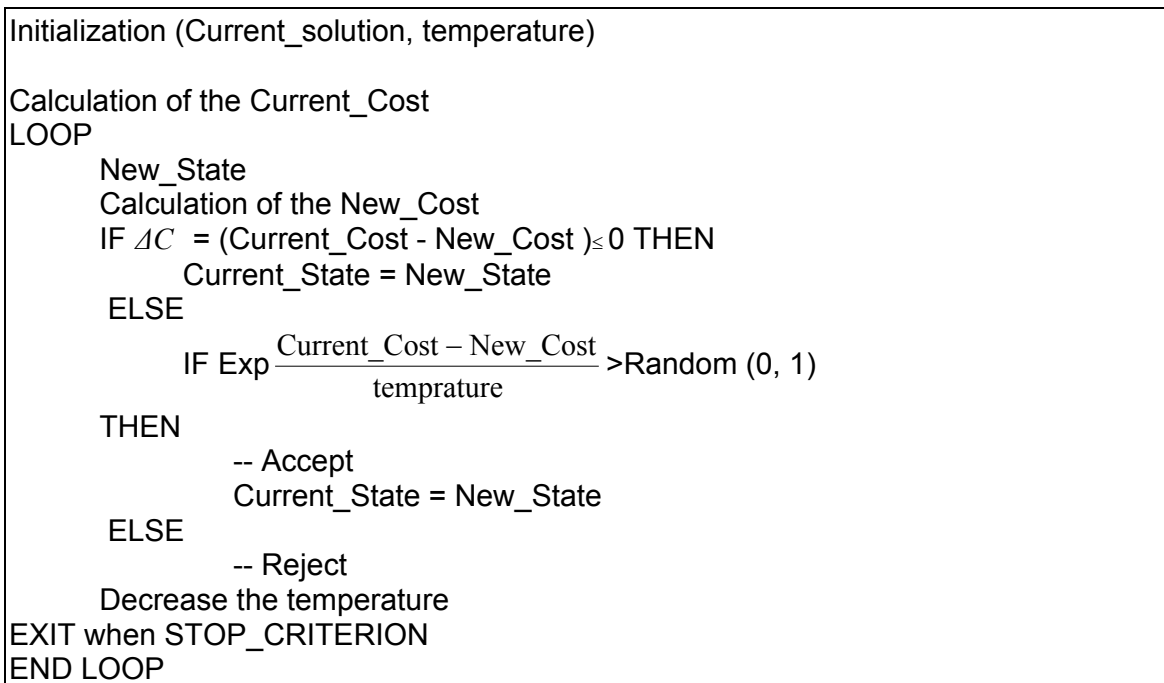 Initialization (Current_solution, temperature)
Calculation of the Current_Cost
LOOP
New_State
Calculation of the New_Cost
IF ΔC = (Current_Cost - New_Cost )≤ 0 THEN
Current_State = New_State
ELSE
IF Exp (Current_Cost – New_Cost)/temprature >Random (0, 1)
THEN
-- Accept
Current_State = New_State
ELSE
-- Reject
Decrease the temperature
EXIT when STOP_CRITERION
END LOOP